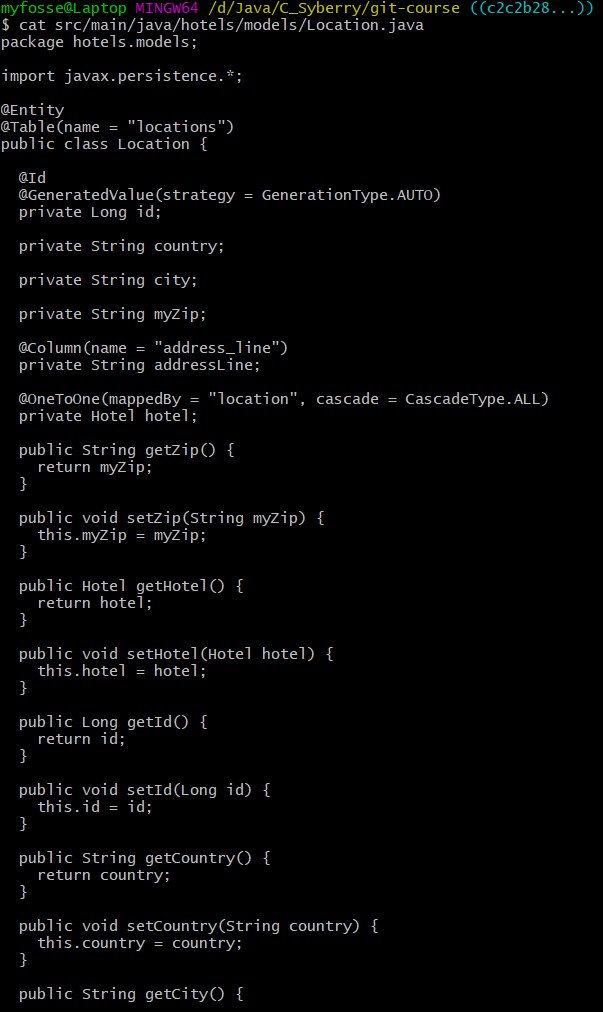 myfosse@Laptop MINGW64 /d/Java/C_Syberry/git-course ((c2c2b28...))
$ cat src/main/java/hotels/models/Location.java
package hotels.models;

import javax.persistence.*;

@Entity
@Table(name = "locations")
public class Location {

  @Id
  @GeneratedValue(strategy = GenerationType.AUTO)
  private Long id;

  private String country;

  private String city;

  private String myZip;

  @Column(name = "address_line")
  private String addressLine;

  @OneToOne(mappedBy = "location", cascade = CascadeType.ALL)
  private Hotel hotel;

  public String getZip() {
    return myZip;
  }

  public void setZip(String myZip) {
    this.myZip = myZip;
  }

  public Hotel getHotel() {
    return hotel;
  }

  public void setHotel(Hotel hotel) {
    this.hotel = hotel;
  }

  public Long getId() {
    return id;
  }

  public void setId(Long id) {
    this.id = id;
  }

  public String getCountry() {
    return country;
  }

  public void setCountry(String country) {
    this.country = country;
  }

  public String getCity() {